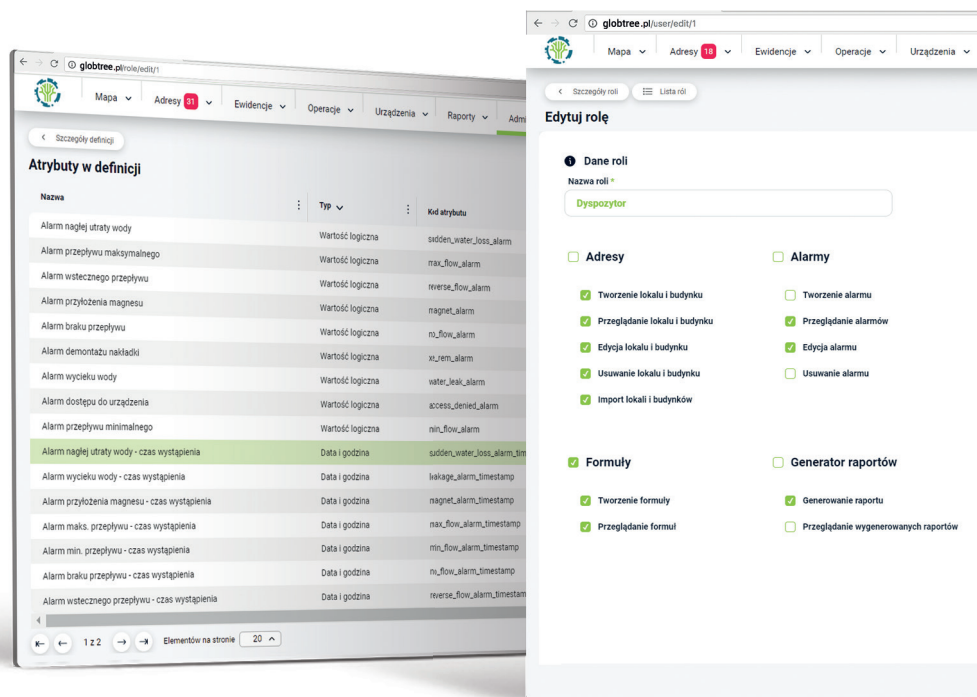 globtree.pl/role/edit/1
Mapa Adresy 31 Ewidencje Operacje Urządzenia Raporty Admi
Szczegóły definicji
Atrybuty w definicji
Nazwa Typ Kod atrybutu
Alarm nagłej utraty wody Wartość logiczna sudden_water_loss_alarm
Alarm przepływu maksymalnego Wartość logiczna max_flow_alarm
Alarm wstecznego przepływu Wartość logiczna reverse_flow_alarm
Alarm przyłożenia magnesu Wartość logiczna magnet_alarm
Alarm braku przepływu Wartość logiczna no_flow_alarm
Alarm demontażu nakładki Wartość logiczna
Alarm wycieku wody Wartość logiczna water_leak_alarm
Alarm dostępu do urządzenia Wartość logiczna access_denied_alarm
Alarm przepływu minimalnego Wartość logiczna min_flow_alarm
Alarm nagłej utraty wody - czas wystąpienia Data i godzina sudden_water_loss_alarm_tim
Alarm wycieku wody - czas wystąpienia Data i godzina leakage_alarm_timestamp
Alarm przyłożenia magnesu - czas wystąpienia Data i godzina magnet_alarm_timestamp
Alarm maks. przepływu - czas wystąpienia Data i godzina max_flow_alarm_timestamp
Alarm min. przepływu - czas wystąpienia Data i godzina min_flow_alarm_timestamp
Alarm braku przepływu - czas wystąpienia Data i godzina no_flow_alarm_timestamp
Alarm wstecznego przepływu - czas wystąpienia Data i godzina reverse_flow_alarm_timestam
1 z 2 Elementów na stronie 20
globtree.pl/user/edit/1
Mapa Adresy 18 Ewidencje Operacje Urządzenia
Szczegóły roli Lista ról
Edytuj rolę
Dane roli
Nazwa roli *
Dyspozytor
Adresy
Tworzenie lokalu i budynku
Przeglądanie lokalu i budynku
Edycja lokalu i budynku
Usuwanie lokalu i budynku
Import lokali i budynków
Alarmy
Tworzenie alarmu
Przeglądanie alarmów
Edycja alarmu
Usuwanie alarmu
Formuły
Tworzenie formuły
Przeglądanie formuł
Generator raportów
Generowanie raportu
Przeglądanie wygenerowanych raportów